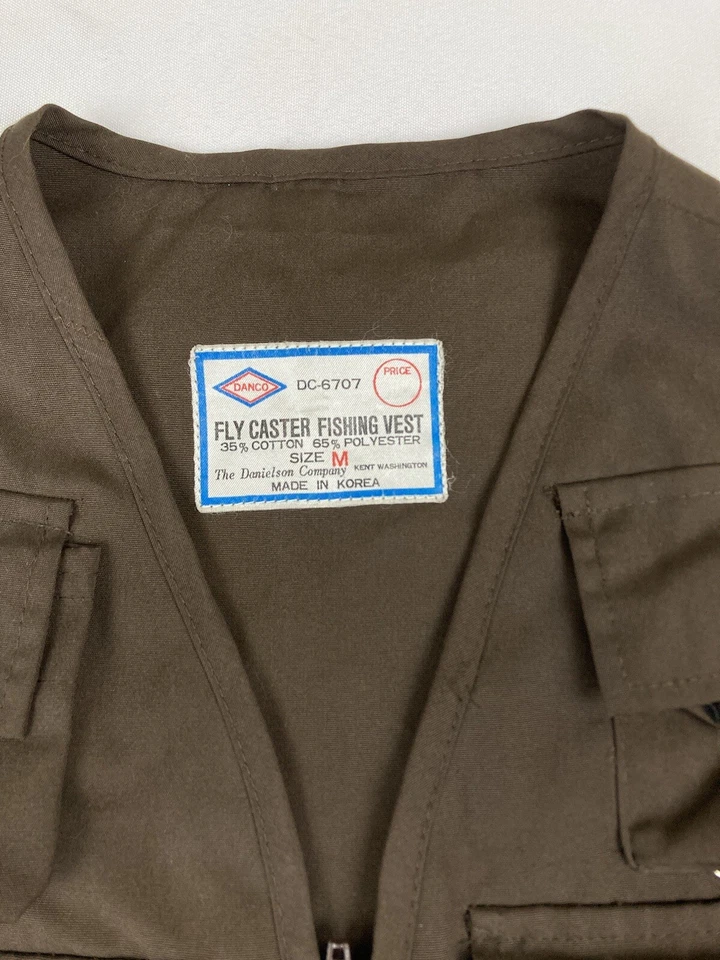 DANCO DC-6707 PRICE
FLY CASTER FISHING VEST
35% COTTON 65% POLYESTER
SIZE M
The Danielson Company KENT WASHINGTON
MADE IN KOREA